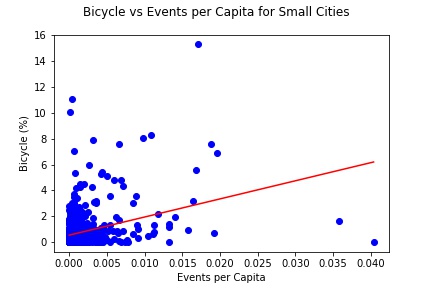 Bicycle vs Events per Capita for Small Cities
Bicycle (%)
16
14
12
10
8
6
4
2
0
0.000 0.005 0.010 0.015 0.020 0.025 0.030 0.035 0.040
Events per Capita